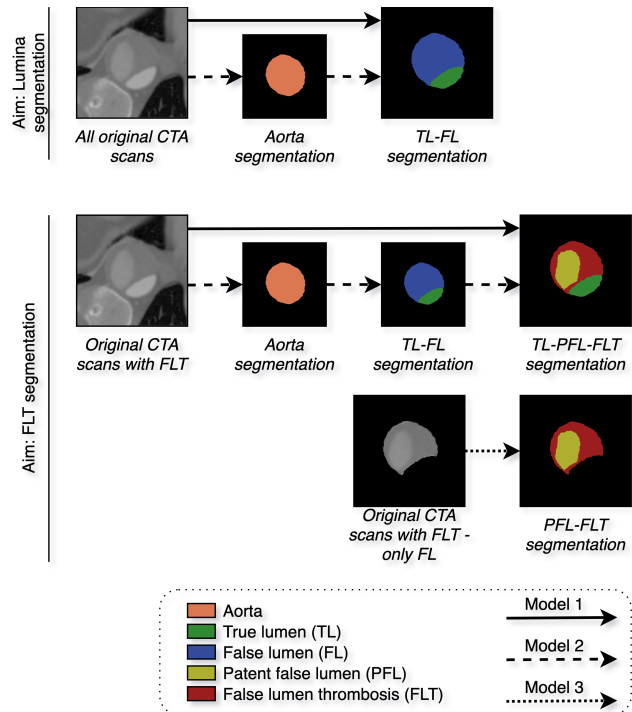 Aim: Lumina
segmentation
All original CTA
scans
Aorta
segmentation
TL-FL
segmentation
Aim: FLT segmentation
Original CTA
scans with FLT
Aorta
segmentation
TL-FL
segmentation
TL-PFL-FLT
segmentation
Original CTA
scans with FLT -
only FL
PFL-FLT
segmentation
Aorta
True lumen (TL)
False lumen (FL)
Patent false lumen (PFL)
False lumen thrombosis (FLT)
Model 1
Model 2
Model 3